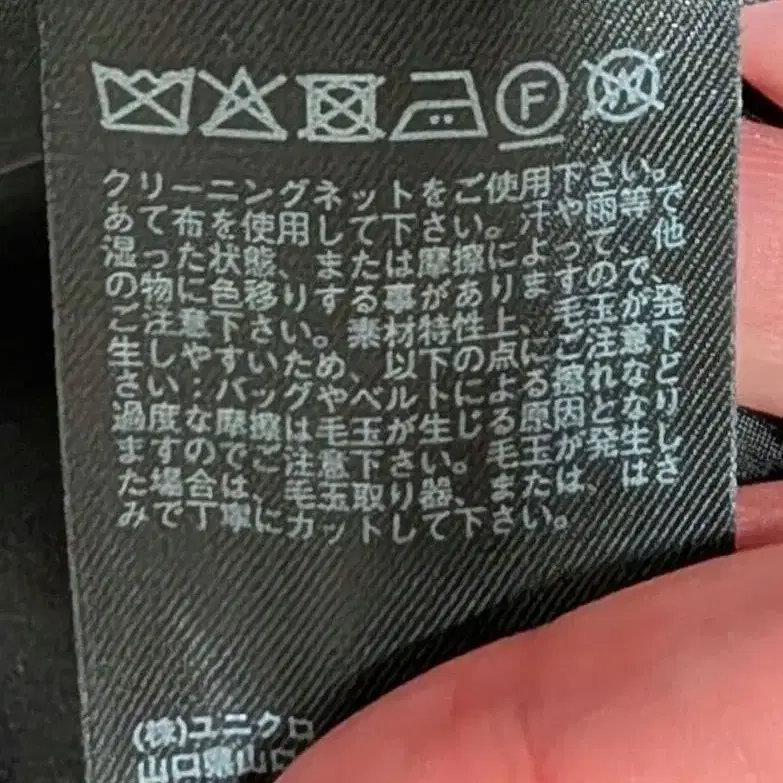 F
クリーニングネットをご使用下さい。
あて布を使用して下さい。汗や雨等で
湿った状態、または摩擦によって、他
の物に色移りする事がありますので、
ご注意下さい。素材特性上、毛玉が発
生しやすいため、以下の点にご注意下
さい;バッグやベルトによる擦れなど
過度な摩擦は毛玉が生じる原因となり
ますのでご注意下さい。毛玉が発生し
た場合は、毛玉取り器、または、はさ
みで丁寧にカットして下さい。
(株)ユニクロ
山口県山口